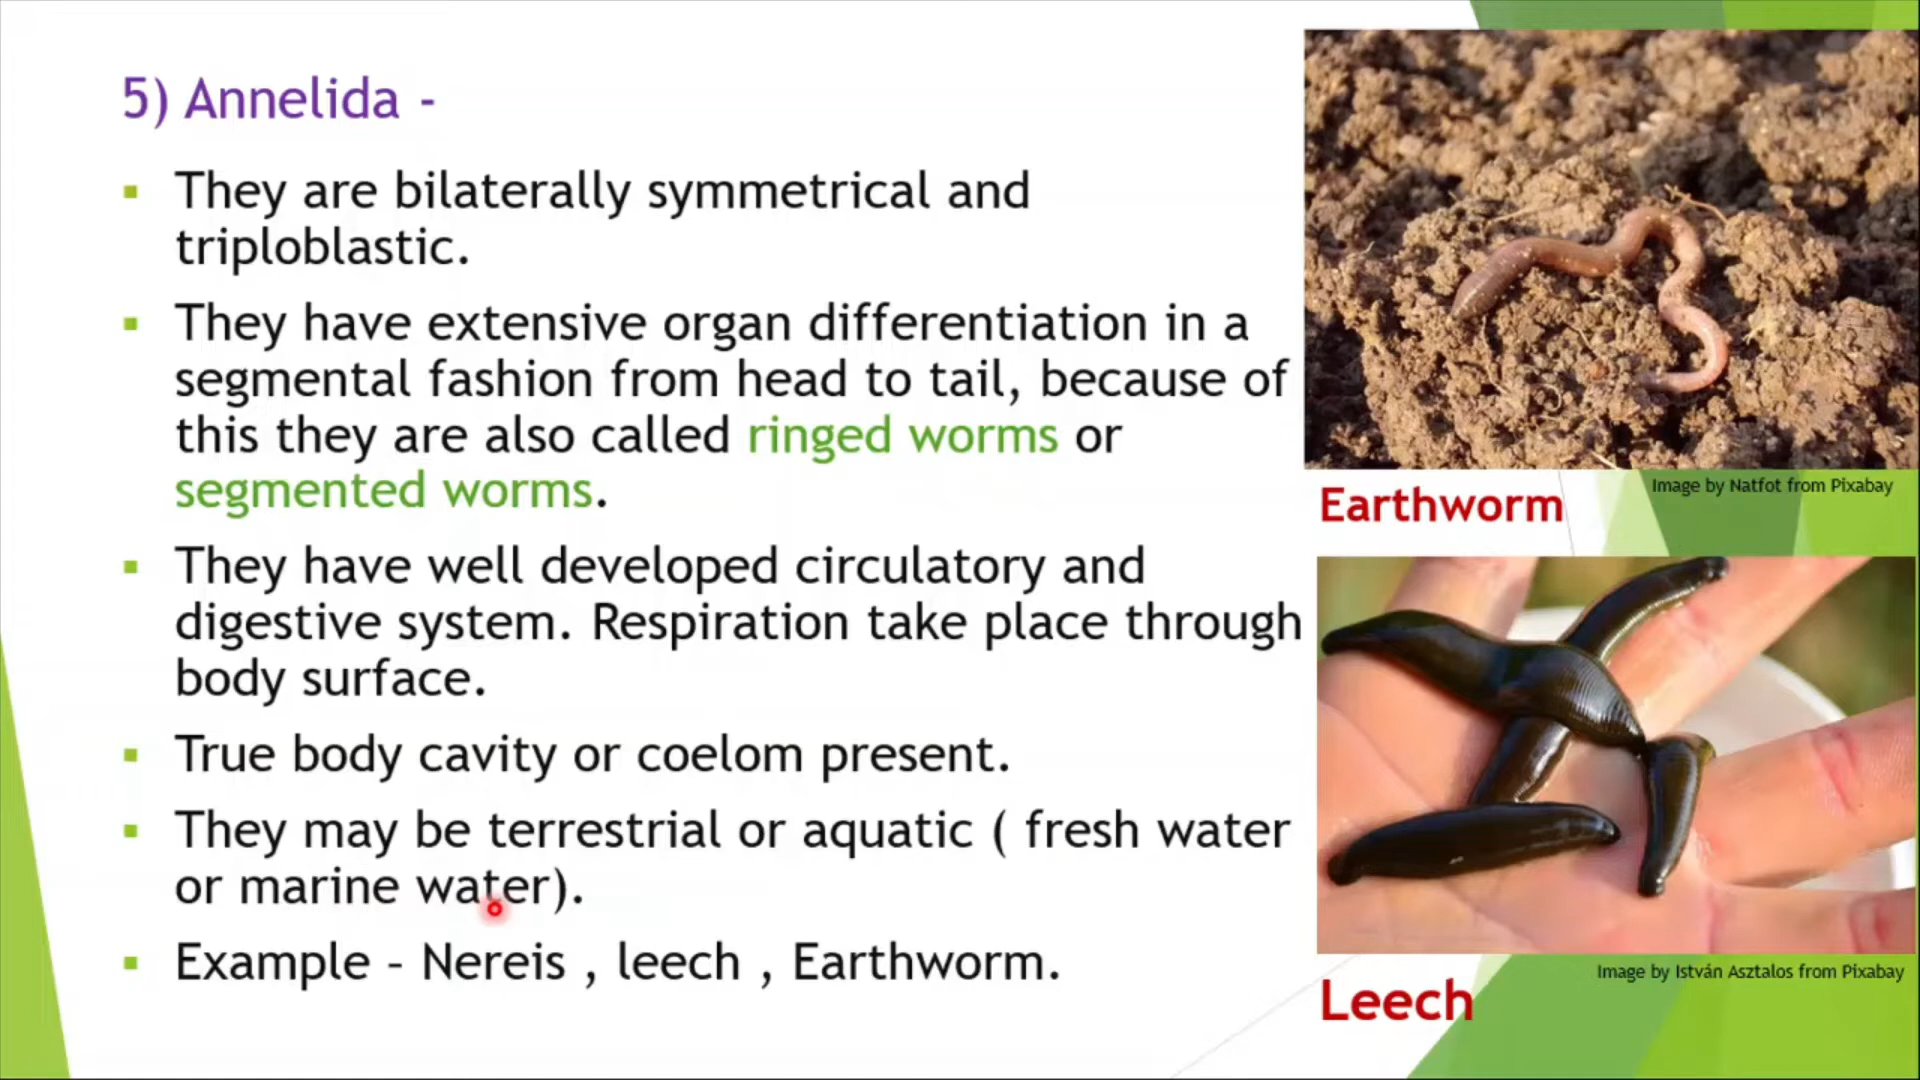 5) Annelida -
▪ They are bilaterally symmetrical and
triploblastic.
▪ They have extensive organ differentiation in a
segmental fashion from head to tail, because of
this they are also called ringed worms or
segmented worms.
▪ They have well developed circulatory and
digestive system. Respiration take place through
body surface.
▪ True body cavity or coelom present.
▪ They may be terrestrial or aquatic ( fresh water
or marine water).
▪ Example – Nereis , leech , Earthworm.
Image by Natfot from Pixabay
Earthworm
Image by István Asztalos from Pixabay
Leech